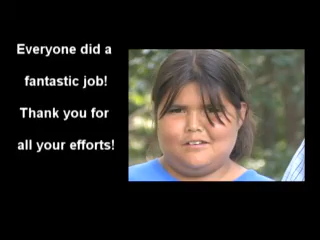 Everyone did a
fantastic job!
Thank you for
all your efforts!